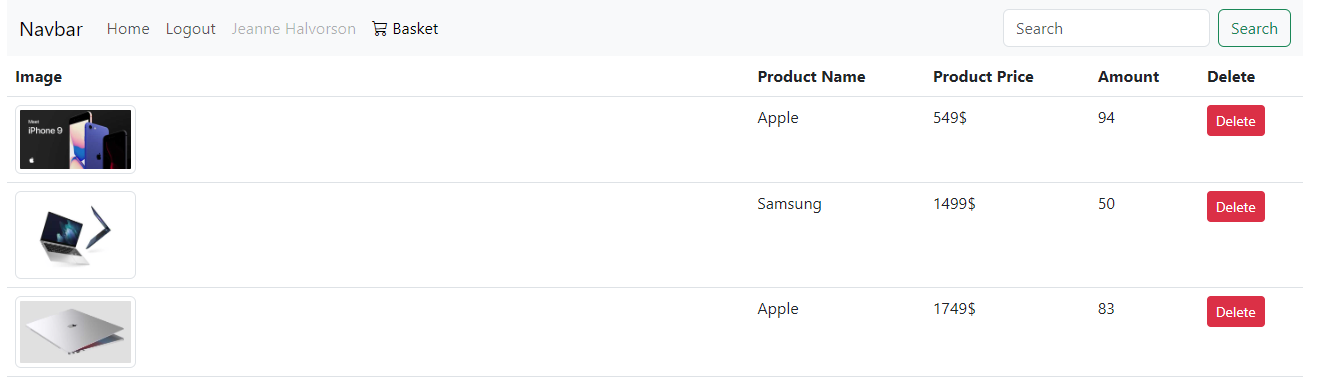 Navbar Home Logout Jeanne Halvorson Basket Search Search
Image Product Name Product Price Amount Delete
Meet
iPhone 9
Apple 549$ 94 Delete
Samsung 1499$ 50 Delete
Apple 1749$ 83 Delete